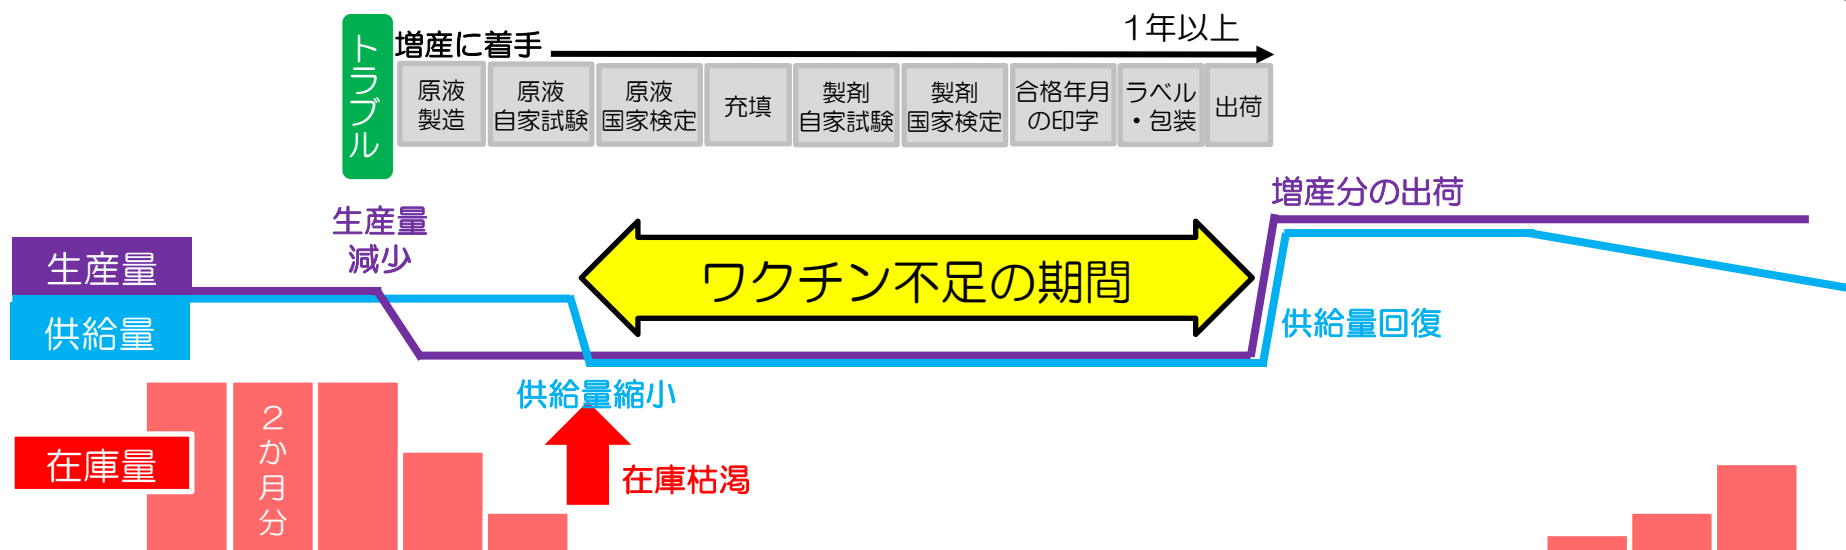 トラブル
増産に着手
1年以上
原液
製造
原液
自家試験
原液
国家検定
充填
製剤
自家試験
製剤
国家検定
合格年月
の印字
ラベル
・包装
出荷
生産量
減少
増産分の出荷
生産量
ワクチン不足の期間
供給量
供給量回復
供給量縮小
2か月分
在庫量
在庫枯渇